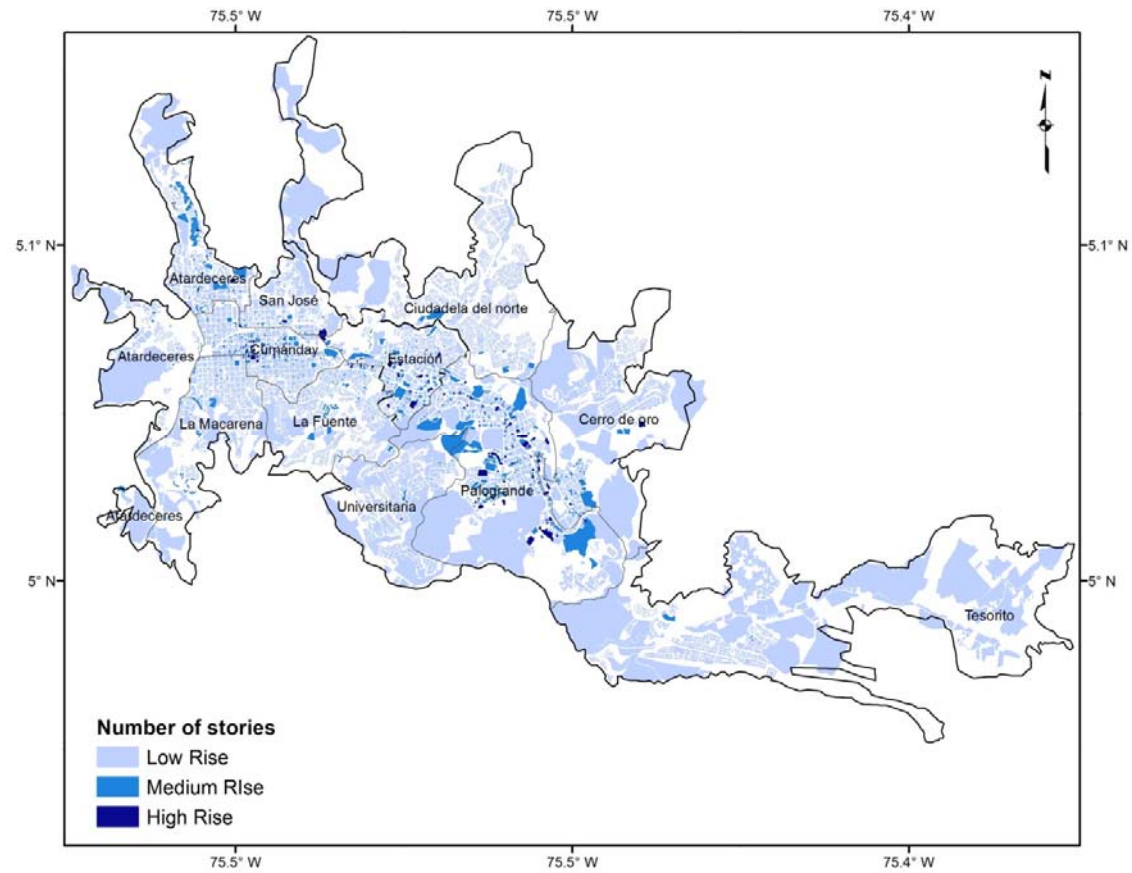 75.5° W
75.5° W
75.4° W
N
5.1° N
5.1° N
Atardeceres
San José
Ciudadela del norte
Atardeceres
Cumanday
Estación
La Macarena
La Fuente
Cerro de oro
Palogrande
Universitaria
Atardeceres
5° N
5° N
Tesorito
Number of stories
Low Rise
Medium RIse
High Rise
75.5° W
75.5° W
75.4° W